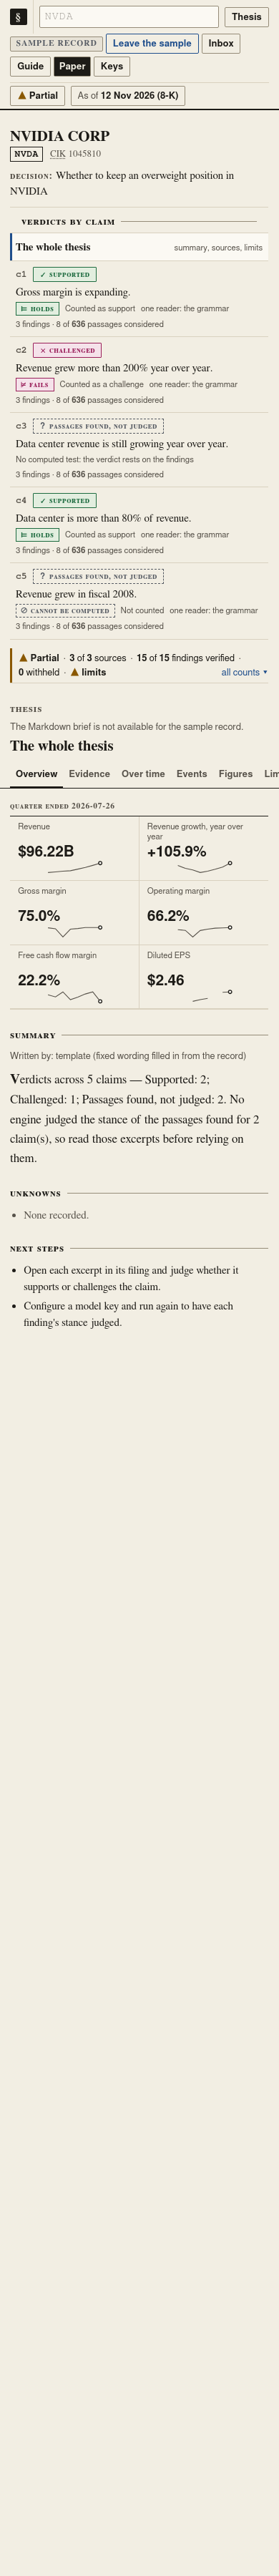 § NVDA Thesis
SAMPLE RECORD Leave the sample Inbox
Guide Paper Keys
▲ Partial As of 12 Nov 2026 (8-K)
NVIDIA CORP
NVDA CIK 1045810
DECISION: Whether to keep an overweight position in
NVIDIA
VERDICTS BY CLAIM
The whole thesis summary, sources, limits
c1 ✓ SUPPORTED
Gross margin is expanding.
⊨ HOLDS Counted as support one reader: the grammar
3 findings · 8 of 636 passages considered
c2 × CHALLENGED
Revenue grew more than 200% year over year.
⊭ FAILS Counted as a challenge one reader: the grammar
3 findings · 8 of 636 passages considered
c3 ? PASSAGES FOUND, NOT JUDGED
Data center revenue is still growing year over year.
No computed test: the verdict rests on the findings
3 findings · 8 of 636 passages considered
c4 ✓ SUPPORTED
Data center is more than 80% of revenue.
⊨ HOLDS Counted as support one reader: the grammar
3 findings · 8 of 636 passages considered
c5 ? PASSAGES FOUND, NOT JUDGED
Revenue grew in fiscal 2008.
⊘ CANNOT BE COMPUTED Not counted one reader: the grammar
3 findings · 8 of 636 passages considered
▲ Partial · 3 of 3 sources · 15 of 15 findings verified ·
0 withheld · ▲ limits all counts ▾
THESIS
The Markdown brief is not available for the sample record.
The whole thesis
Overview Evidence Over time Events Figures Lim
QUARTER ENDED 2026-07-26
Revenue
$96.22B
Revenue growth, year over
year
+105.9%
Gross margin
75.0%
Operating margin
66.2%
Free cash flow margin
22.2%
Diluted EPS
$2.46
SUMMARY
Written by: template (fixed wording filled in from the record)
Verdicts across 5 claims — Supported: 2;
Challenged: 1; Passages found, not judged: 2. No
engine judged the stance of the passages found for 2
claim(s), so read those excerpts before relying on
them.
UNKNOWNS
• None recorded.
NEXT STEPS
• Open each excerpt in its filing and judge whether it
supports or challenges the claim.
• Configure a model key and run again to have each
finding's stance judged.